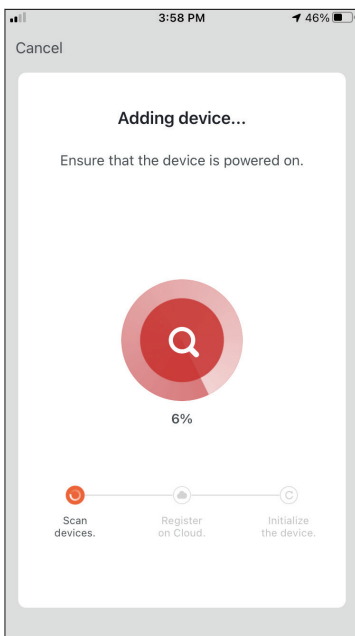 3:58 PM
46%
Cancel
Adding device...
Ensure that the device is powered on.
6%
Scan
devices.
Register
on Cloud.
C
Initialize
the device.